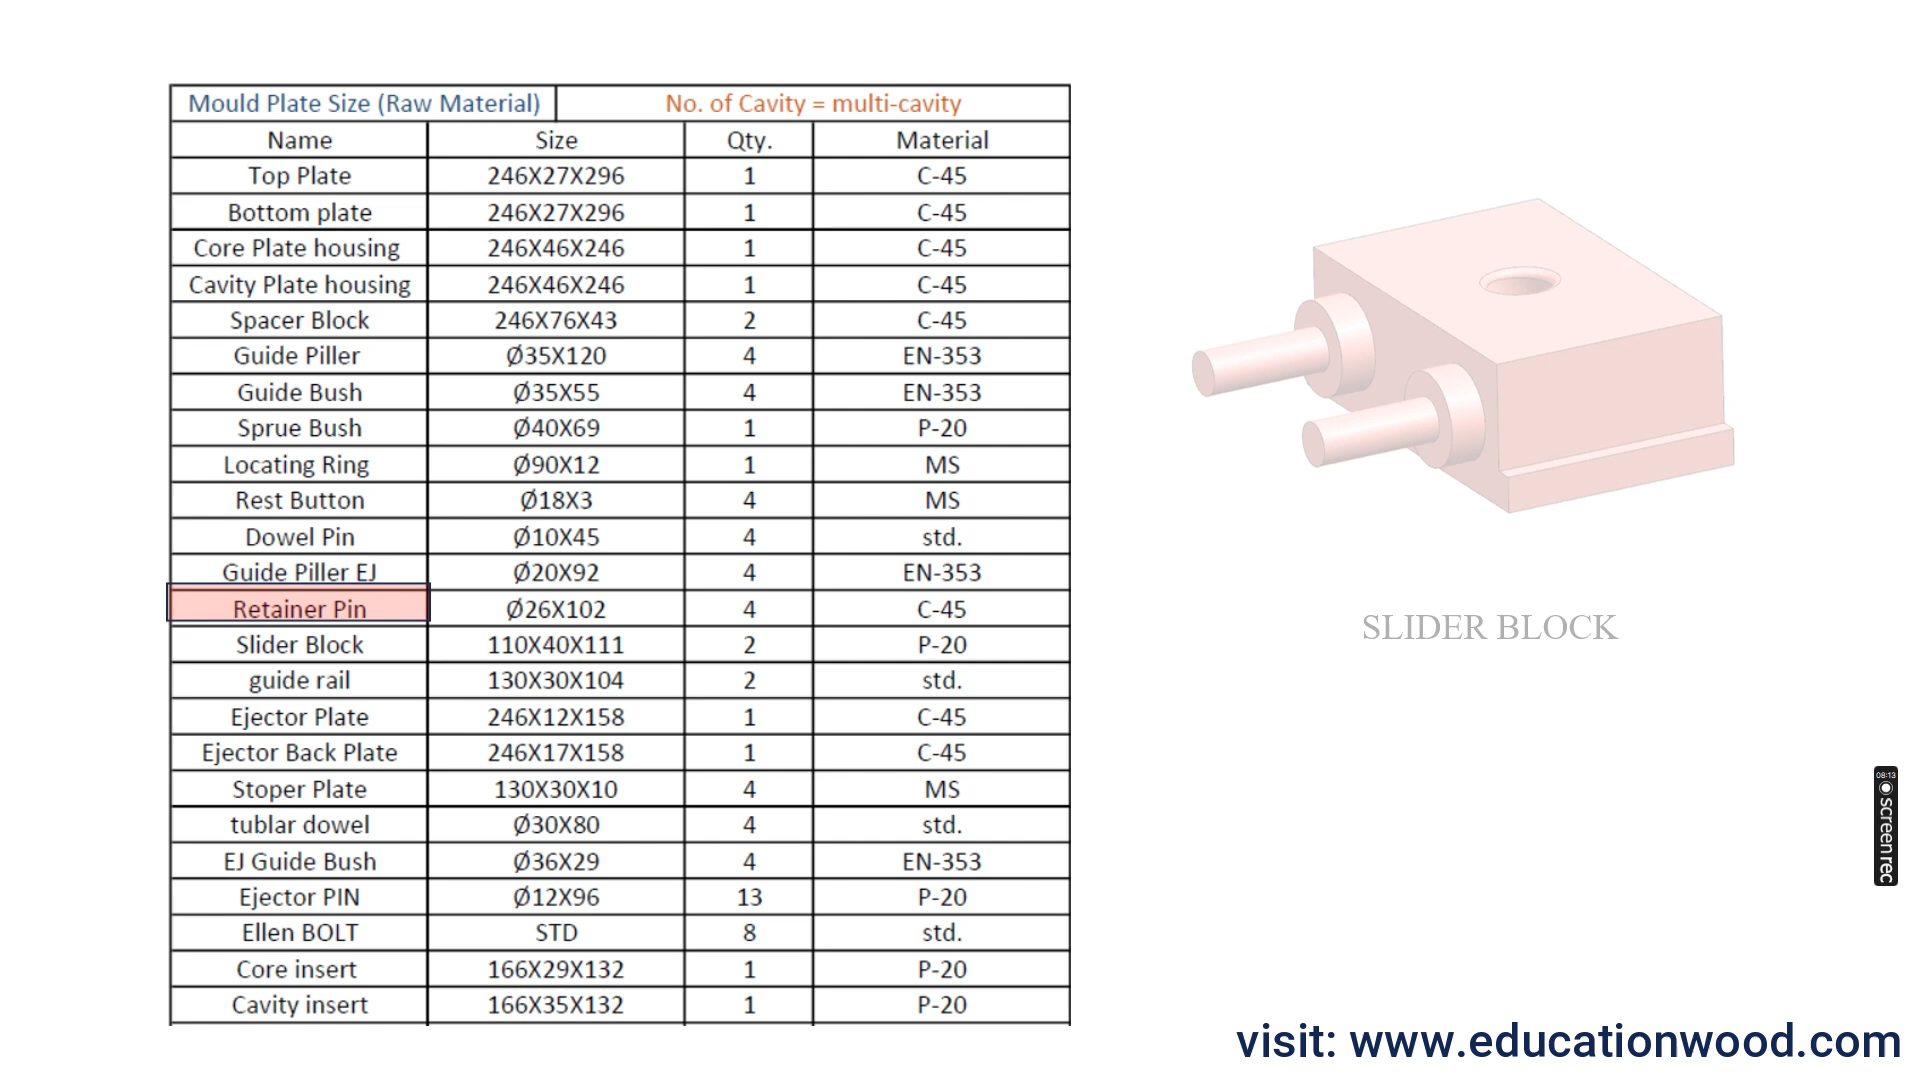 Mould Plate Size (Raw Material) No. of Cavity = multi-cavity
Name Size Qty. Material
Top Plate 246X27X296 1 C-45
Bottom plate 246X27X296 1 C-45
Core Plate housing 246X46X246 1 C-45
Cavity Plate housing 246X46X246 1 C-45
Spacer Block 246X76X43 2 C-45
Guide Piller Ø35X120 4 EN-353
Guide Bush Ø35X55 4 EN-353
Sprue Bush Ø40X69 1 P-20
Locating Ring Ø90X12 1 MS
Rest Button Ø18X3 4 MS
Dowel Pin Ø10X45 4 std.
Guide Piller EJ Ø20X92 4 EN-353
Retainer Pin Ø26X102 4 C-45
Slider Block 110X40X111 2 P-20
guide rail 130X30X104 2 std.
Ejector Plate 246X12X158 1 C-45
Ejector Back Plate 246X17X158 1 C-45
Stoper Plate 130X30X10 4 MS
tublar dowel Ø30X80 4 std.
EJ Guide Bush Ø36X29 4 EN-353
Ejector PIN Ø12X96 13 P-20
Ellen BOLT STD 8 std.
Core insert 166X29X132 1 P-20
Cavity insert 166X35X132 1 P-20
SLIDER BLOCK
08:13
screenrec
visit: www.educationwood.com